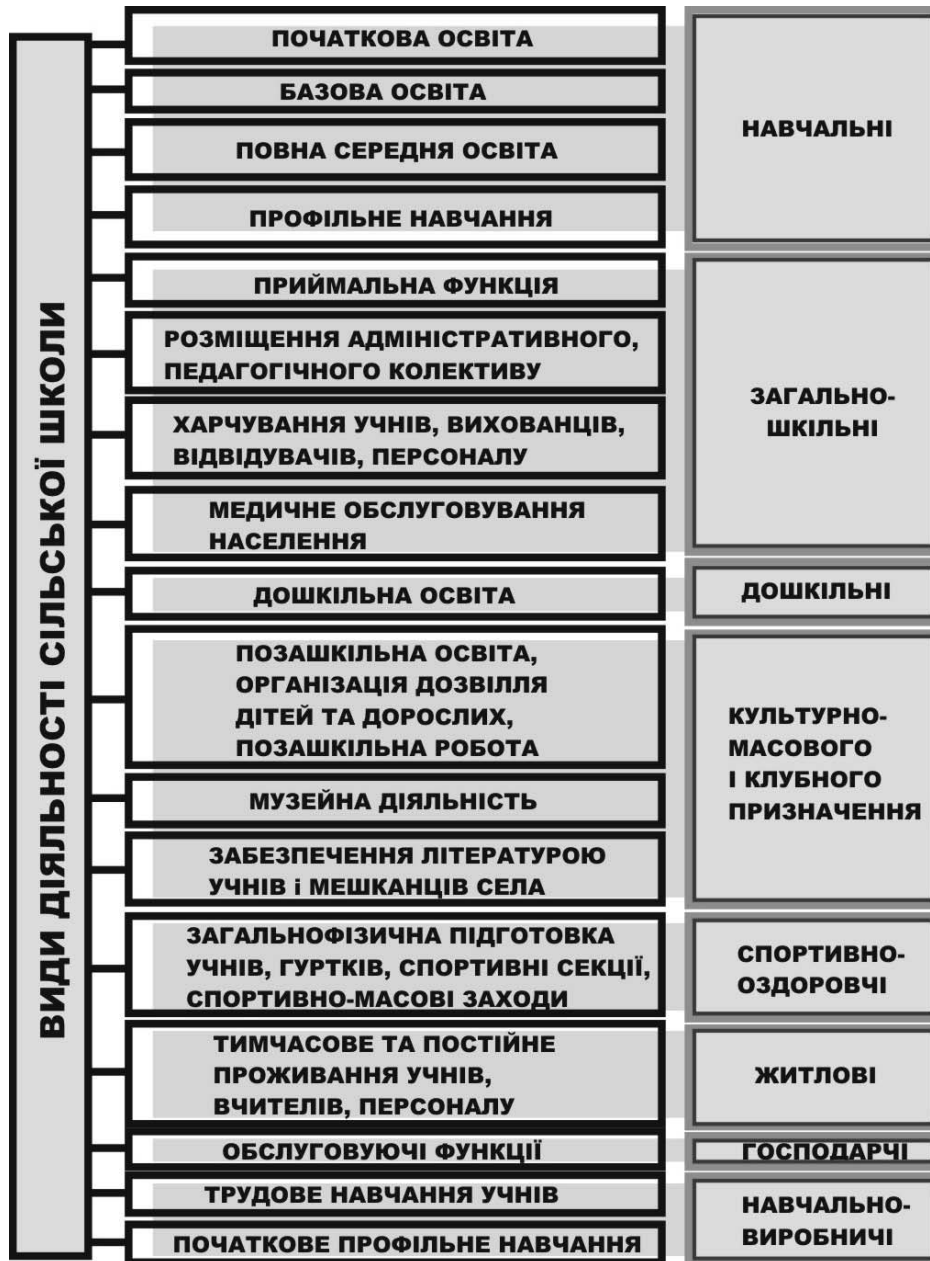 ВИДИ ДІЯЛЬНОСТІ СІЛЬСЬКОЇ ШКОЛИ
ПОЧАТКОВА ОСВІТА
БАЗОВА ОСВІТА
ПОВНА СЕРЕДНЯ ОСВІТА
ПРОФІЛЬНЕ НАВЧАННЯ
НАВЧАЛЬНІ
ПРИЙМАЛЬНА ФУНКЦІЯ
РОЗМІЩЕННЯ АДМІНІСТРАТИВНОГО,
ПЕДАГОГІЧНОГО КОЛЕКТИВУ
ХАРЧУВАННЯ УЧНІВ, ВИХОВАНЦІВ,
ВІДВІДУВАЧІВ, ПЕРСОНАЛУ
МЕДИЧНЕ ОБСЛУГОВУВАННЯ
НАСЕЛЕННЯ
ЗАГАЛЬНО-
ШКІЛЬНІ
ДОШКІЛЬНА ОСВІТА
ДОШКІЛЬНІ
ПОЗАШКІЛЬНА ОСВІТА,
ОРГАНІЗАЦІЯ ДОЗВІЛЛЯ
ДІТЕЙ ТА ДОРОСЛИХ,
ПОЗАШКІЛЬНА РОБОТА
МУЗЕЙНА ДІЯЛЬНІСТЬ
ЗАБЕЗПЕЧЕННЯ ЛІТЕРАТУРОЮ
УЧНІВ і МЕШКАНЦІВ СЕЛА
КУЛЬТУРНО-
МАСОВОГО
І КЛУБНОГО
ПРИЗНАЧЕННЯ
ЗАГАЛЬНОФІЗИЧНА ПІДГОТОВКА
УЧНІВ, ГУРТКІВ, СПОРТИВНІ СЕКЦІЇ,
СПОРТИВНО-МАСОВІ ЗАХОДИ
СПОРТИВНО-
ОЗДОРОВЧІ
ТИМЧАСОВЕ ТА ПОСТІЙНЕ
ПРОЖИВАННЯ УЧНІВ,
ВЧИТЕЛІВ, ПЕРСОНАЛУ
ЖИТЛОВІ
ОБСЛУГОВУЮЧІ ФУНКЦІЇ
ГОСПОДАРЧІ
ТРУДОВЕ НАВЧАННЯ УЧНІВ
ПОЧАТКОВЕ ПРОФІЛЬНЕ НАВЧАННЯ
НАВЧАЛЬНО-
ВИРОБНИЧІ